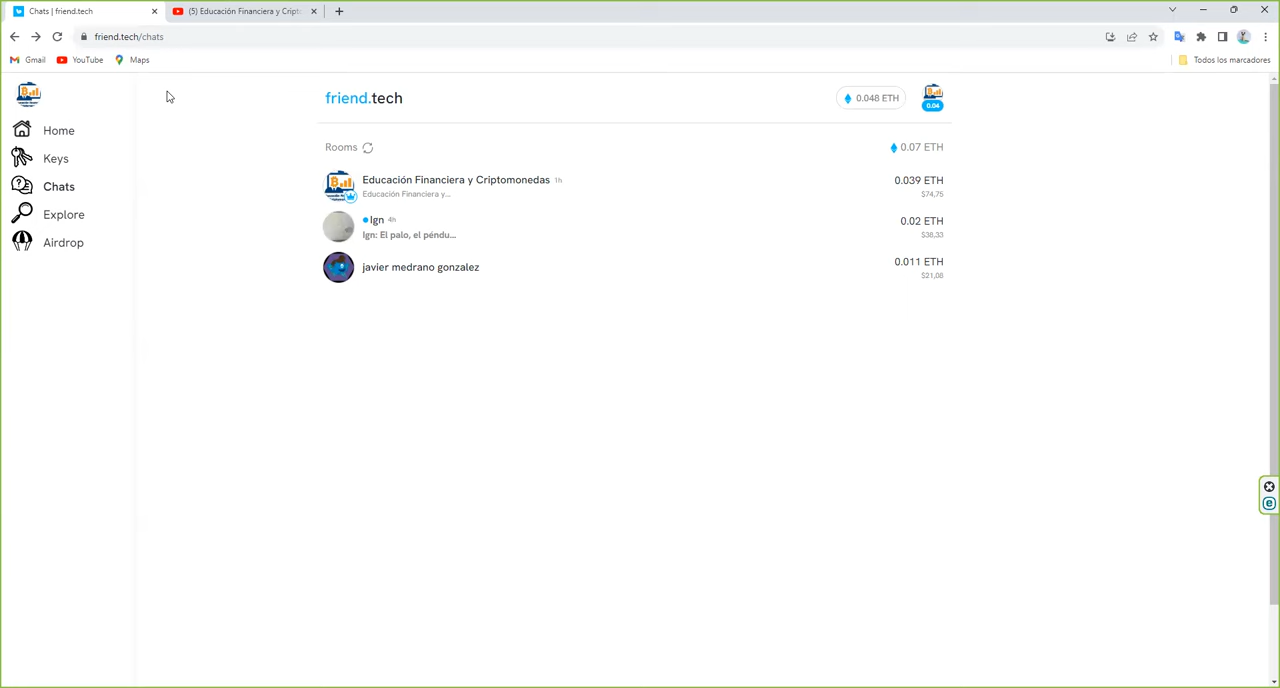 Chats | friend.tech
(5) Educación Financiera y Cripto
friend.tech/chats
Gmail
YouTube
Maps
Todos los marcadores
Home
Keys
Chats
Explore
Airdrop
friend.tech
0.048 ETH
0.04
Rooms
0.07 ETH
Educación Financiera y Criptomonedas 1h
Educación Financiera y...
0.039 ETH
$74,75
Ign 4h
Ign: El palo, el péndu...
0.02 ETH
$38,33
javier medrano gonzalez
0.011 ETH
$21,08